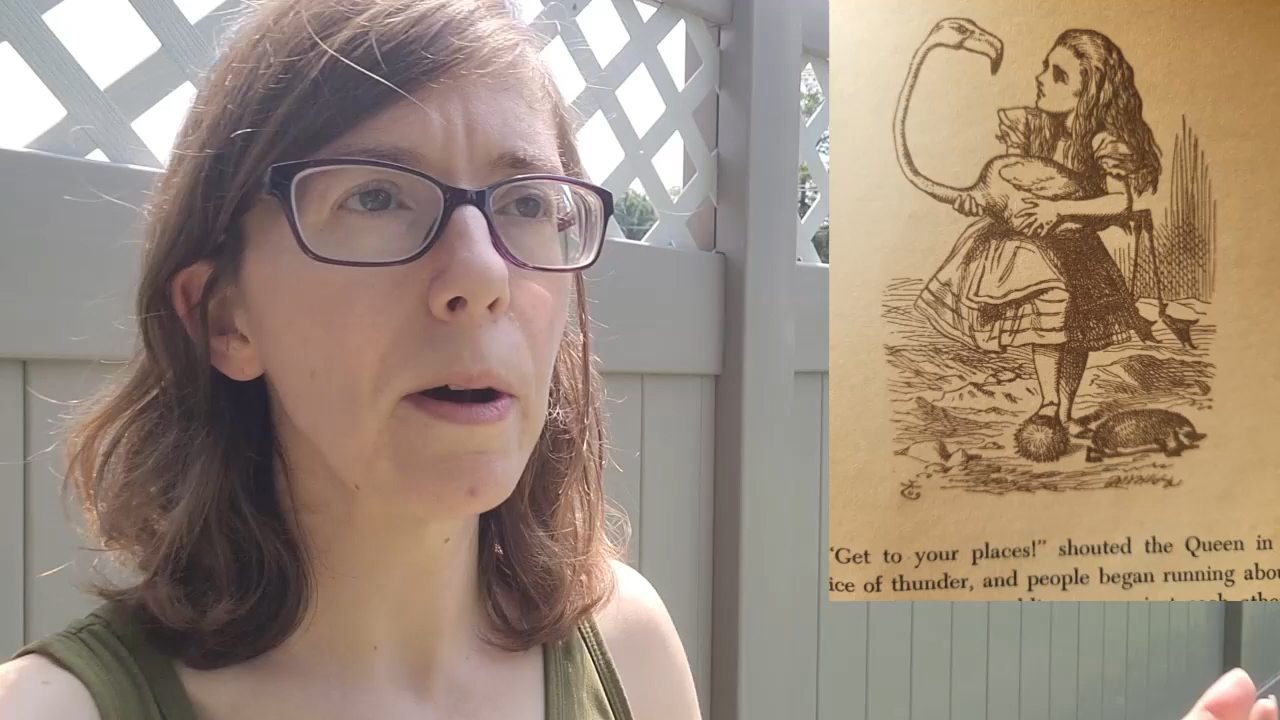 “Get to your places!” shouted the Queen in
ice of thunder, and people began running abou